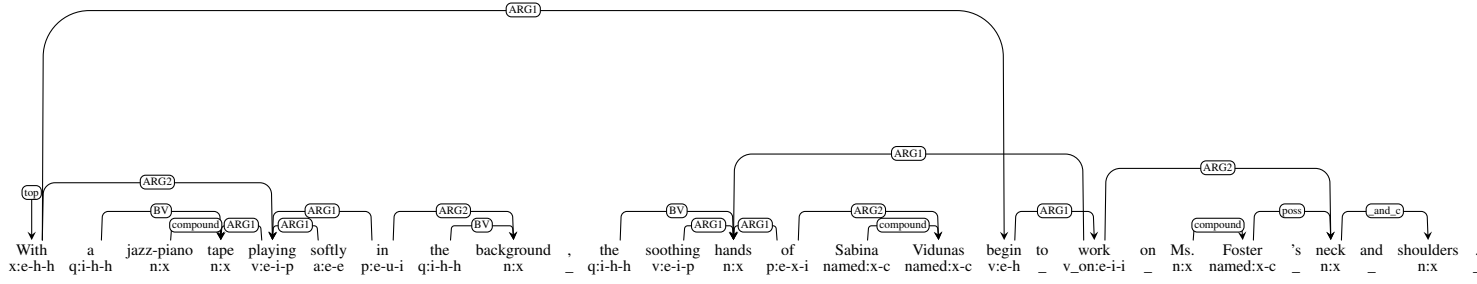 ARG1
ARG1
top ARG2 ARG2
BV ARG1 ARG2 BV ARG2 ARG1 poss _and_c
compound ARG1 ARG1 BV ARG1 ARG1 compound compound
With a jazz-piano tape playing softly in the background , the soothing hands of Sabina Vidunas begin to work on Ms. Foster 's neck and shoulders .
x:e-h-h q:i-h-h n:x n:x v:e-i-p a:e-e p:e-u-i q:i-h-h n:x _ q:i-h-h v:e-i-p n:x p:e-x-i named:x-c named:x-c v:e-h _ v_on:e-i-i _ n:x named:x-c _ n:x _ n:x _